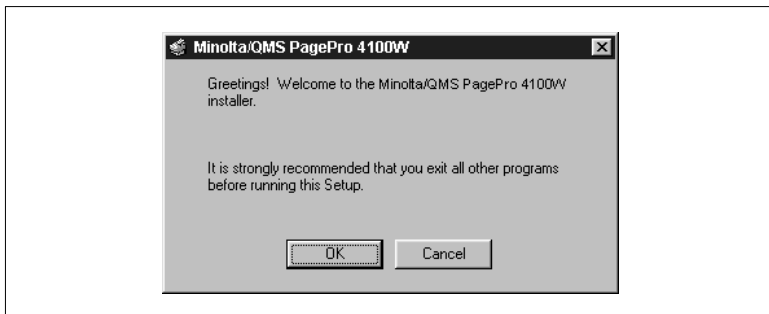 Minolta/QMS PagePro 4100W
Greetings! Welcome to the Minolta/QMS PagePro 4100W
installer.
It is strongly recommended that you exit all other programs
before running this Setup.
OK
Cancel